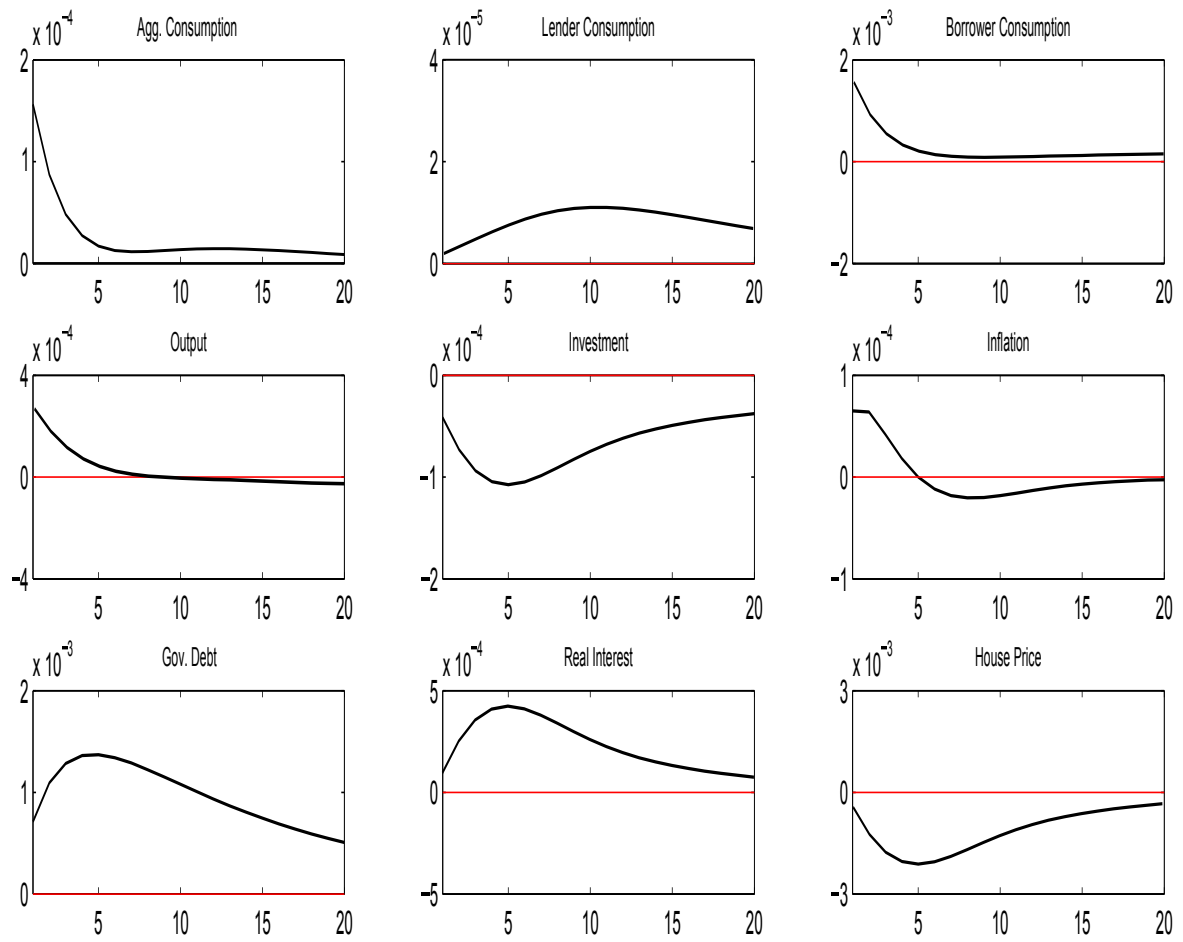 Agg. Consumption
x 10⁻⁴
2
1
0
5 10 15 20
Lender Consumption
x 10⁻⁵
4
2
0
5 10 15 20
Borrower Consumption
x 10⁻³
2
0
−2
5 10 15 20
Output
x 10⁻⁴
4
0
−4
5 10 15 20
Investment
x 10⁻⁴
0
−1
−2
5 10 15 20
Inflation
x 10⁻⁴
1
0
−1
5 10 15 20
Gov. Debt
x 10⁻³
2
1
0
5 10 15 20
Real Interest
x 10⁻⁴
5
0
−5
5 10 15 20
House Price
x 10⁻³
3
0
−3
5 10 15 20